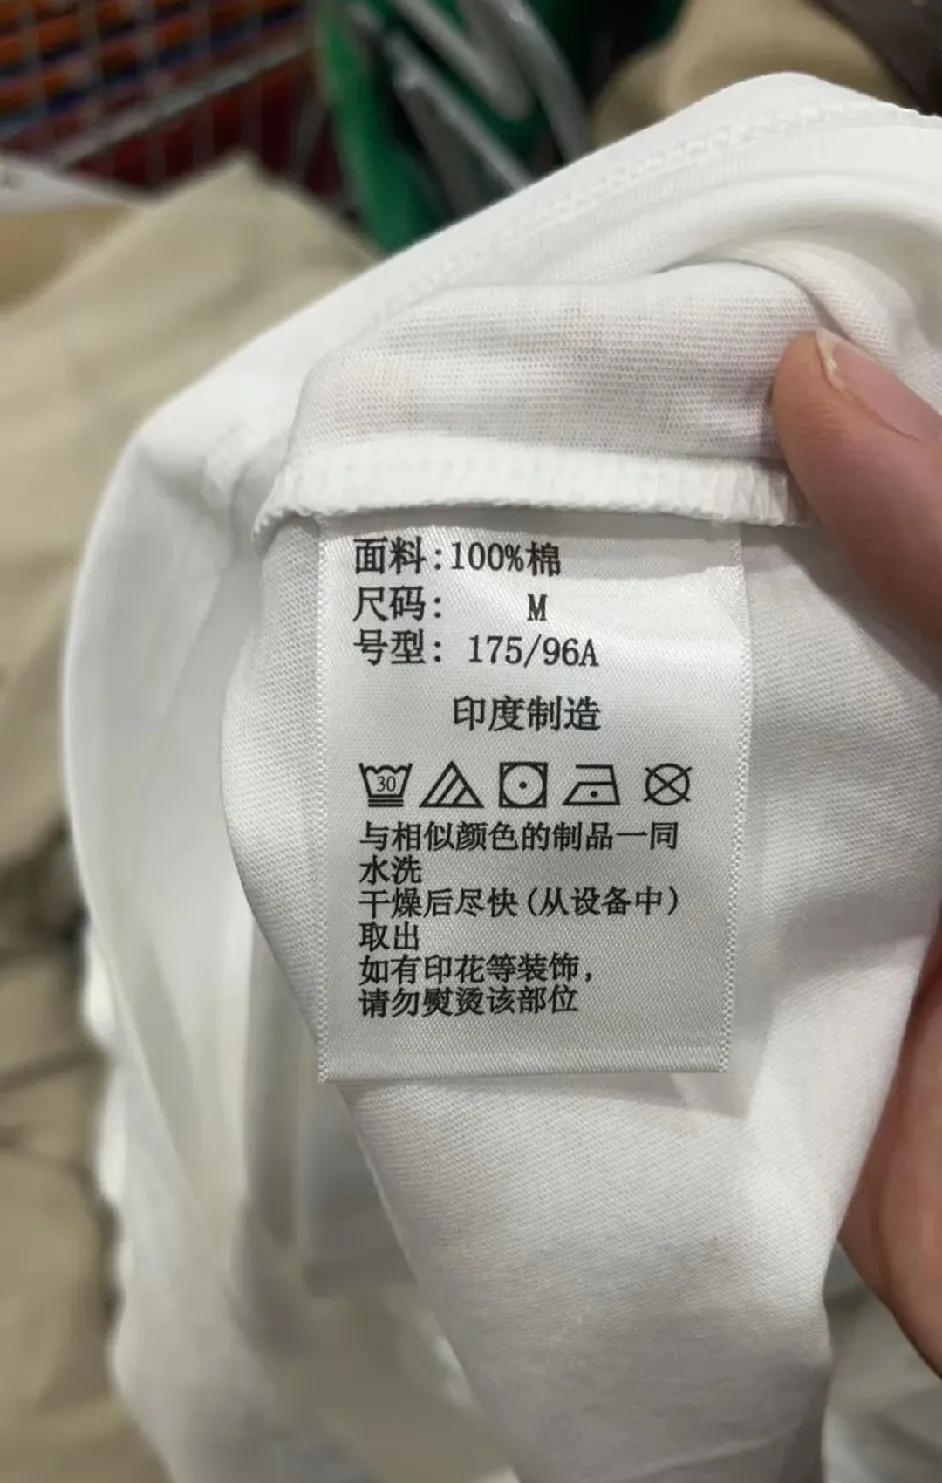 面料:100%棉
尺码: M
号型: 175/96A
印度制造
30
与相似颜色的制品一同
水洗
干燥后尽快(从设备中)
取出
如有印花等装饰,
请勿熨烫该部位